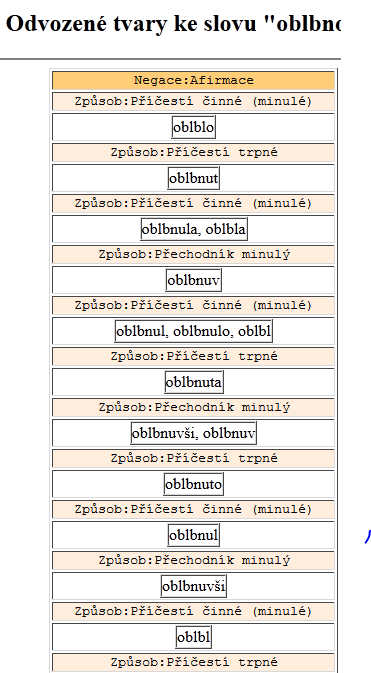 Odvozené tvary ke slovu "oblbno
Negace:Afirmace
Způsob:Příčestí činné (minulé)
oblblo
Způsob:Příčestí trpné
oblbnut
Způsob:Příčestí činné (minulé)
oblbnula, oblbla
Způsob:Přechodník minulý
oblbnuv
Způsob:Příčestí činné (minulé)
oblbnul, oblbnulo, oblbl
Způsob:Příčestí trpné
oblbnuta
Způsob:Přechodník minulý
oblbnuvši, oblbnuv
Způsob:Příčestí trpné
oblbnuto
Způsob:Příčestí činné (minulé)
oblbnul
Způsob:Přechodník minulý
oblbnuvši
Způsob:Příčestí činné (minulé)
oblbl
Způsob:Příčestí trpné